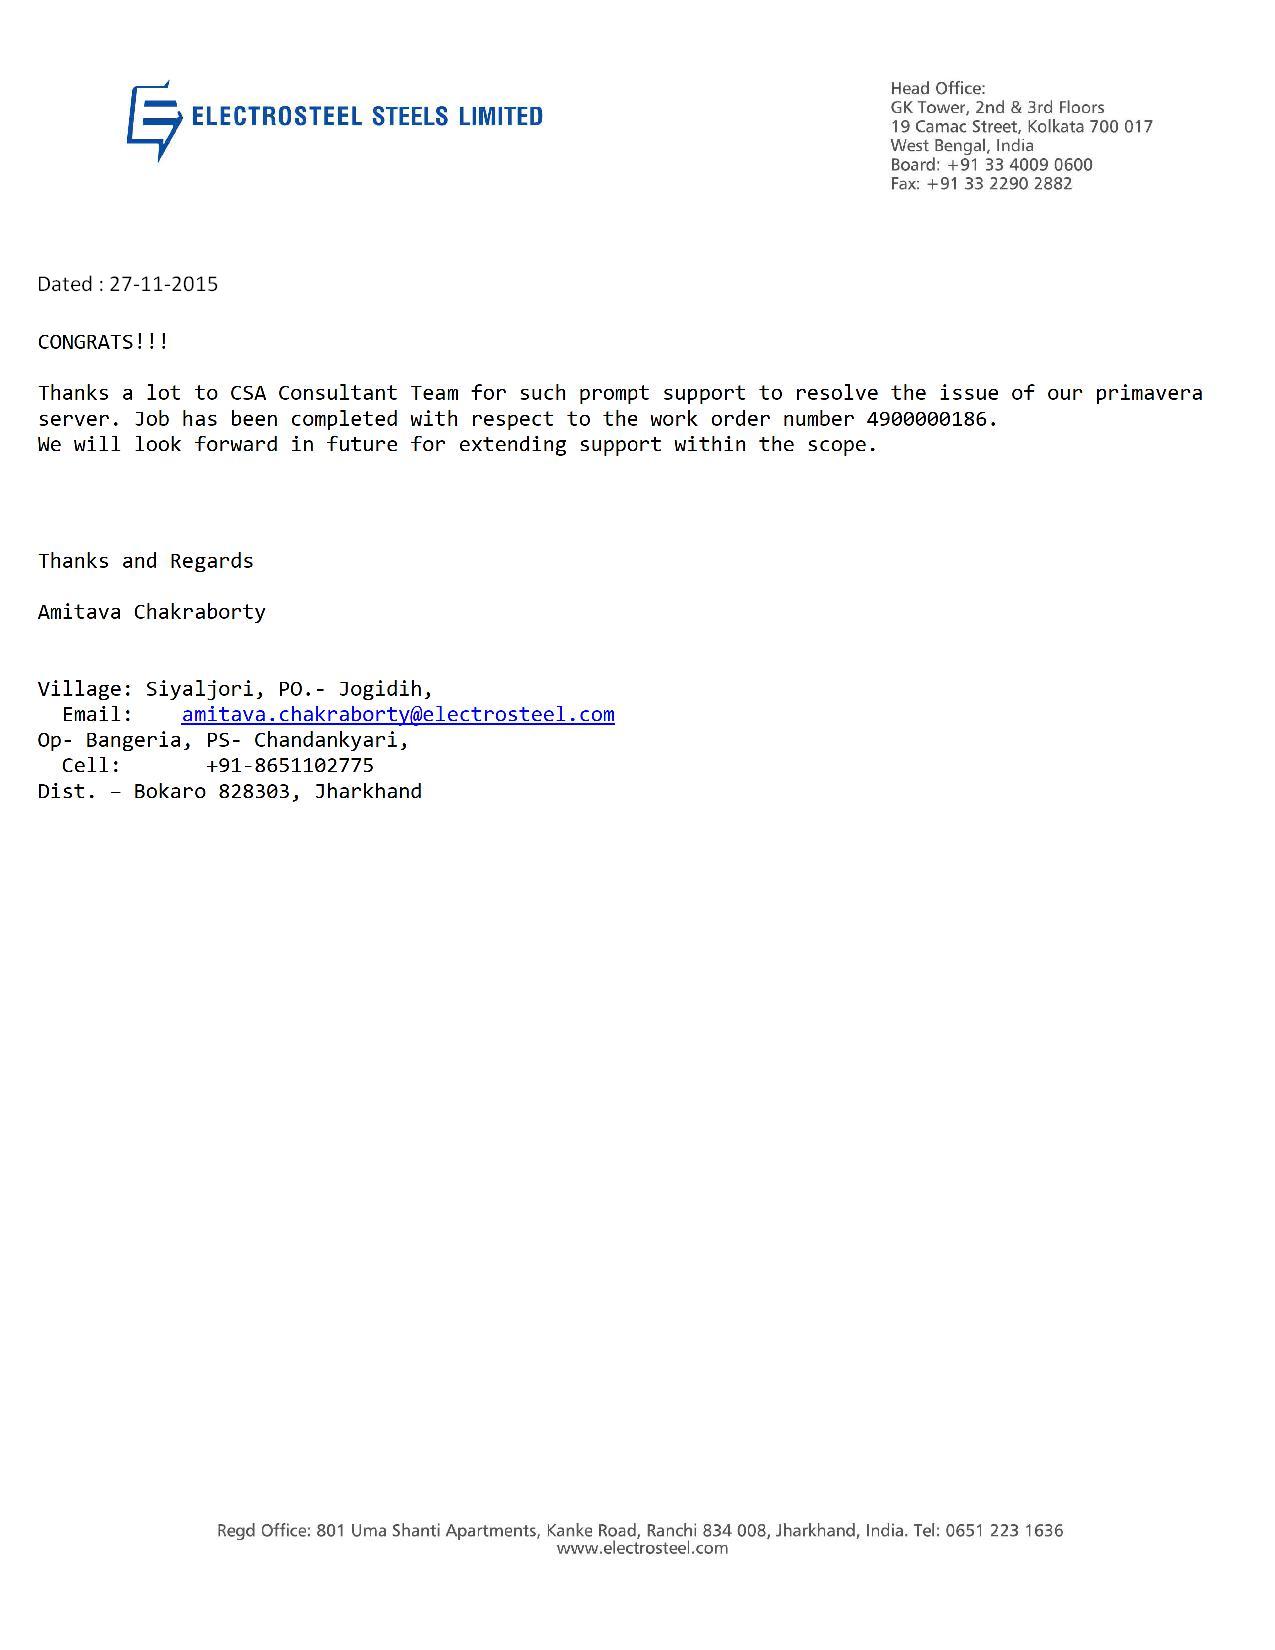 ELECTROSTEEL STEELS LIMITED
Head Office:
GK Tower, 2nd & 3rd Floors
19 Camac Street, Kolkata 700 017
West Bengal, India
Board: +91 33 4009 0600
Fax: +91 33 2290 2882
Dated : 27-11-2015
CONGRATS!!!
Thanks a lot to CSA Consultant Team for such prompt support to resolve the issue of our primavera
server. Job has been completed with respect to the work order number 4900000186.
We will look forward in future for extending support within the scope.
Thanks and Regards
Amitava Chakraborty
Village: Siyaljori, PO.- Jogidih,
Email: amitava.chakraborty@electrosteel.com
Op- Bangeria, PS- Chandankyari,
Cell: +91-8651102775
Dist. – Bokaro 828303, Jharkhand
Regd Office: 801 Uma Shanti Apartments, Kanke Road, Ranchi 834 008, Jharkhand, India. Tel: 0651 223 1636
www.electrosteel.com